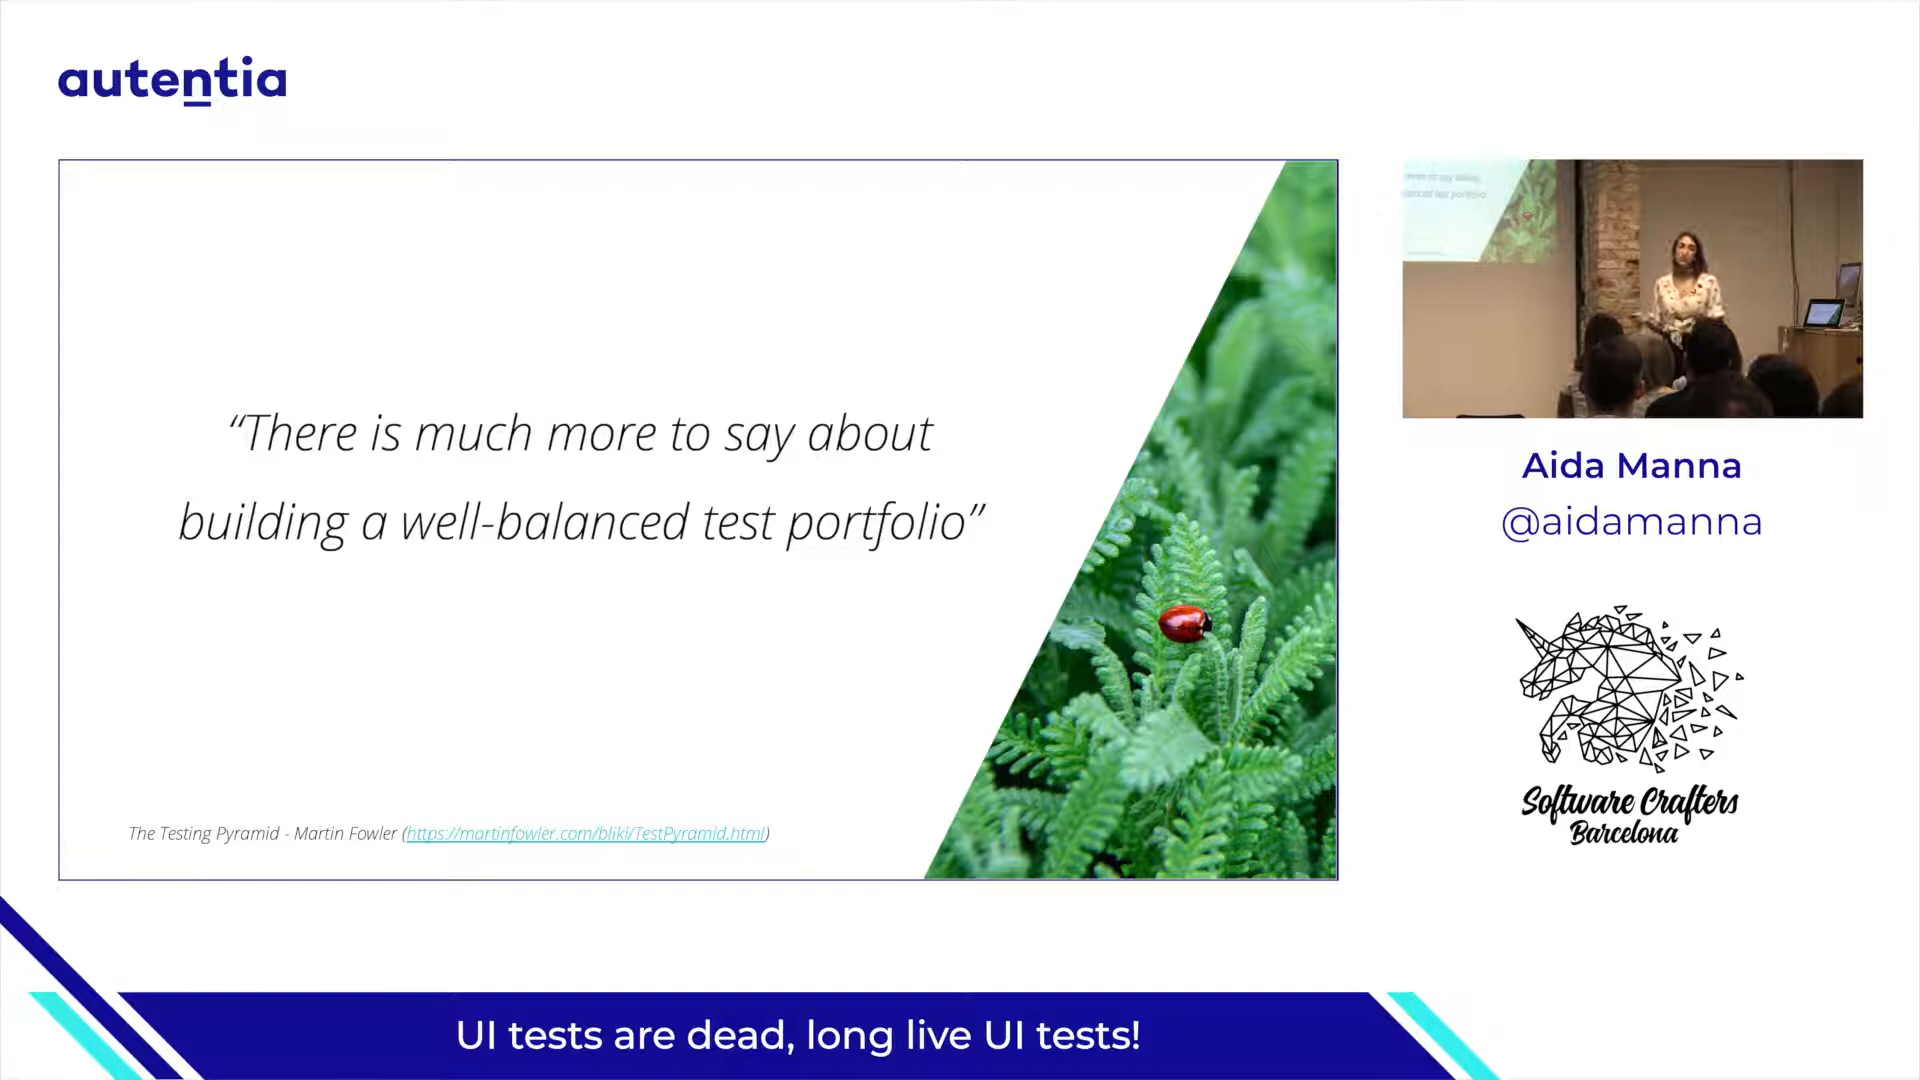 autentia
“There is much more to say about
building a well-balanced test portfolio”
The Testing Pyramid - Martin Fowler (https://martinfowler.com/bliki/TestPyramid.html)
Aida Manna
@aidamanna
Software Crafters
Barcelona
UI tests are dead, long live UI tests!